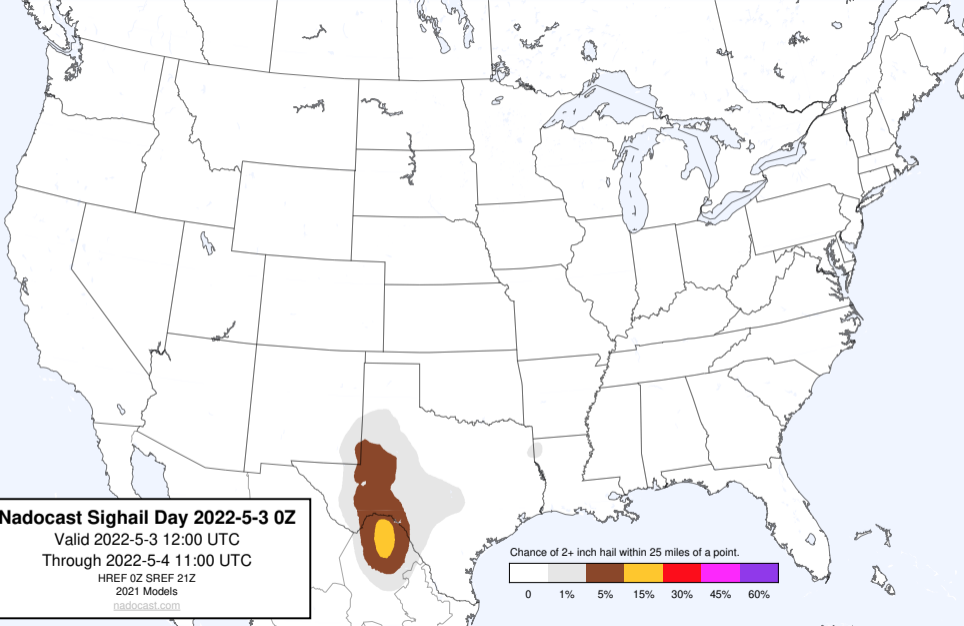 Nadocast Sighail Day 2022-5-3 0Z
Valid 2022-5-3 12:00 UTC
Through 2022-5-4 11:00 UTC
HREF 0Z SREF 21Z
2021 Models
nadocast.com
Chance of 2+ inch hail within 25 miles of a point.
0 1% 5% 15% 30% 45% 60%